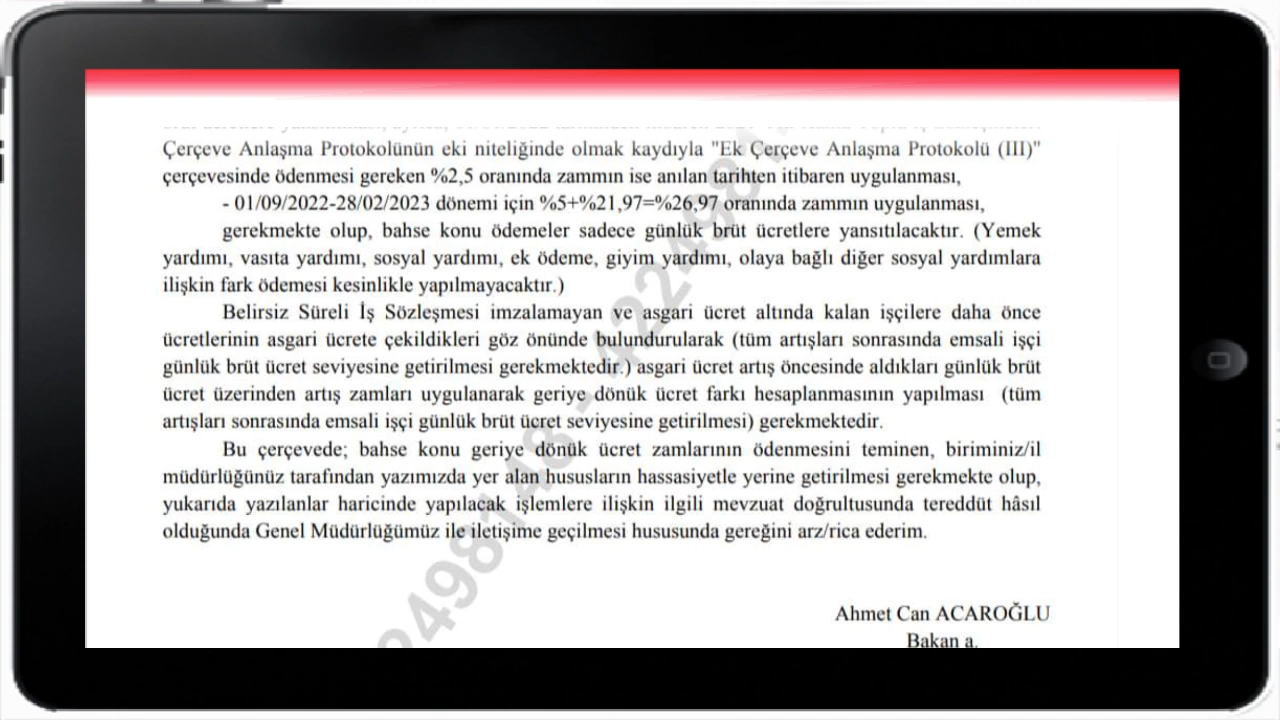 Çerçeve Anlaşma Protokolünün eki niteliğinde olmak kaydıyla "Ek Çerçeve Anlaşma Protokolü (III)"
çerçevesinde ödenmesi gereken %2,5 oranında zammın ise anılan tarihten itibaren uygulanması,
- 01/09/2022-28/02/2023 dönemi için %5+%21,97=%26,97 oranında zammın uygulanması,
gerekmekte olup, bahse konu ödemeler sadece günlük brüt ücretlere yansıtılacaktır. (Yemek
yardımı, vasıta yardımı, sosyal yardımı, ek ödeme, giyim yardımı, olaya bağlı diğer sosyal yardımlara
ilişkin fark ödemesi kesinlikle yapılmayacaktır.)
Belirsiz Süreli İş Sözleşmesi imzalamayan ve asgari ücret altında kalan işçilere daha önce
ücretlerinin asgari ücrete çekildikleri göz önünde bulundurularak (tüm artışları sonrasında emsali işçi
günlük brüt ücret seviyesine getirilmesi gerekmektedir.) asgari ücret artış öncesinde aldıkları günlük brüt
ücret üzerinden artış zamları uygulanarak geriye dönük ücret farkı hesaplanmasının yapılması (tüm
artışları sonrasında emsali işçi günlük brüt ücret seviyesine getirilmesi) gerekmektedir.
Bu çerçevede; bahse konu geriye dönük ücret zamlarının ödenmesini teminen, biriminiz/il
müdürlüğünüz tarafından yazımızda yer alan hususların hassasiyetle yerine getirilmesi gerekmekte olup,
yukarıda yazılanlar haricinde yapılacak işlemlere ilişkin ilgili mevzuat doğrultusunda tereddüt hâsıl
olduğunda Genel Müdürlüğümüz ile iletişime geçilmesi hususunda gereğini arz/rica ederim.
Ahmet Can ACAROĞLU
Bakan a.